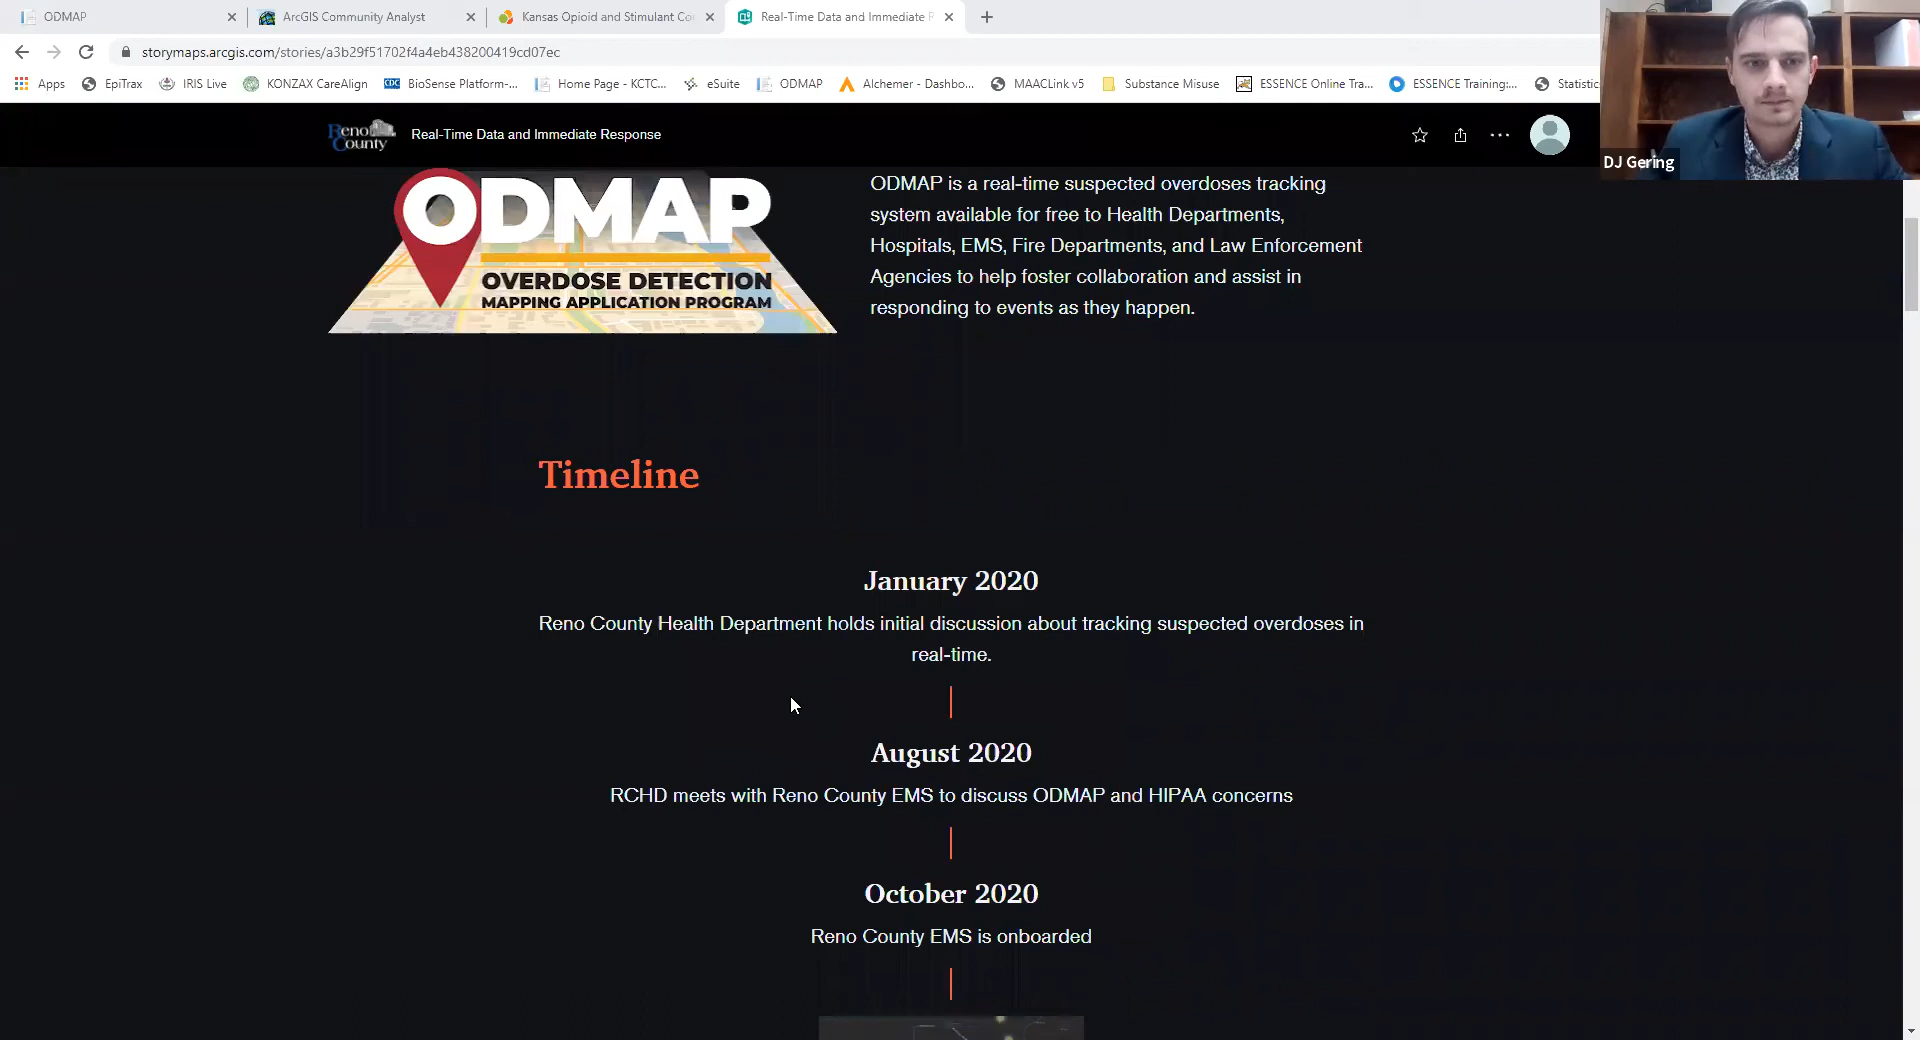 ODMAP
ArcGIS Community Analyst
Kansas Opioid and Stimulant Co
Real-Time Data and Immediate R
storymaps.arcgis.com/stories/a3b29f51702f4a4eb438200419cd07ec
Apps
EpiTrax
IRIS Live
KONZAX CareAlign
CDC
BioSense Platform-...
Home Page - KCTC...
eSuite
ODMAP
Alchemer - Dashbo...
MAACLink v5
Substance Misuse
ESSENCE Online Tra...
ESSENCE Training:...
Statistic
DJ Gering
Reno
County
Real-Time Data and Immediate Response
ODMAP
OVERDOSE DETECTION
MAPPING APPLICATION PROGRAM
ODMAP is a real-time suspected overdoses tracking
system available for free to Health Departments,
Hospitals, EMS, Fire Departments, and Law Enforcement
Agencies to help foster collaboration and assist in
responding to events as they happen.
Timeline
January 2020
Reno County Health Department holds initial discussion about tracking suspected overdoses in
real-time.
August 2020
RCHD meets with Reno County EMS to discuss ODMAP and HIPAA concerns
October 2020
Reno County EMS is onboarded